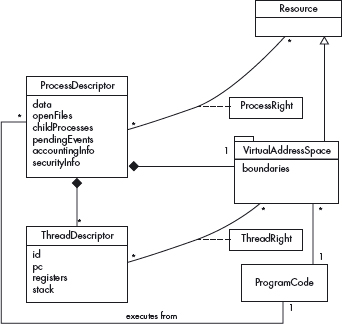 Resource
*
ProcessDescriptor
data
openFiles
childProcesses
pendingEvents
accountingInfo
securityInfo
*
*
ProcessRight
1
VirtualAddressSpace
boundaries
*
*
*
ThreadDescriptor
id
pc
registers
stack
*
ThreadRight
1
ProgramCode
1
executes from